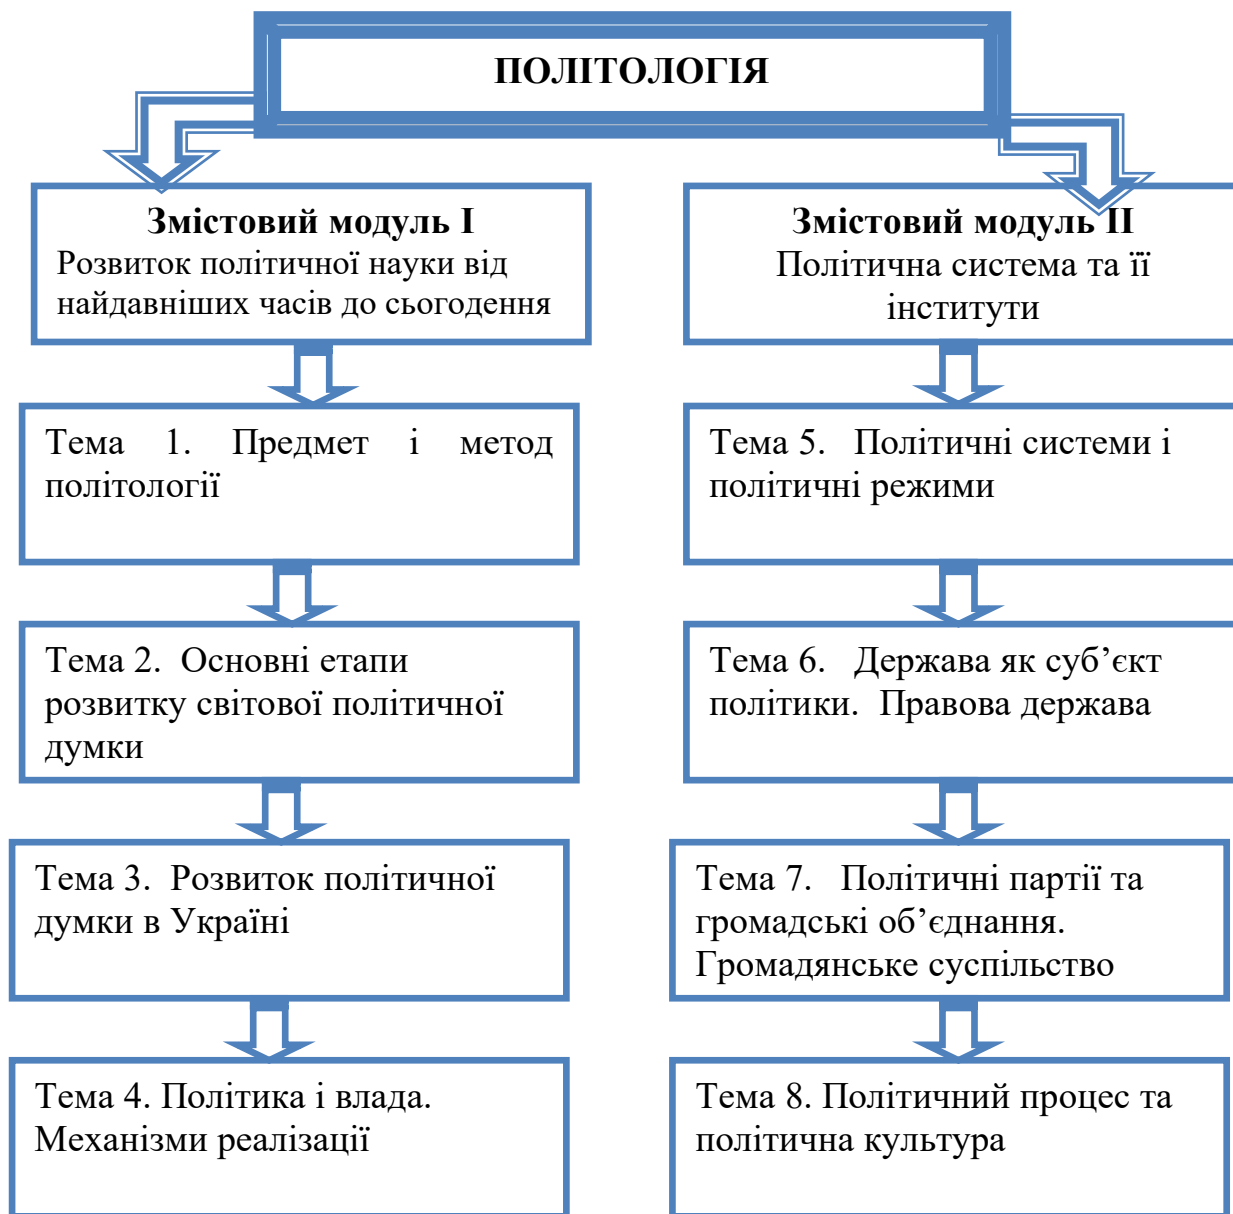 ПОЛІТОЛОГІЯ
Змістовий модуль I
Розвиток політичної науки від
найдавніших часів до сьогодення
Тема 1. Предмет і метод
політології
Тема 2. Основні етапи
розвитку світової політичної
думки
Тема 3. Розвиток політичної
думки в Україні
Тема 4. Політика і влада.
Механізми реалізації
Змістовий модуль II
Політична система та її
інститути
Тема 5. Політичні системи і
політичні режими
Тема 6. Держава як суб’єкт
політики. Правова держава
Тема 7. Політичні партії та
громадські об’єднання.
Громадянське суспільство
Тема 8. Політичний процес та
політична культура